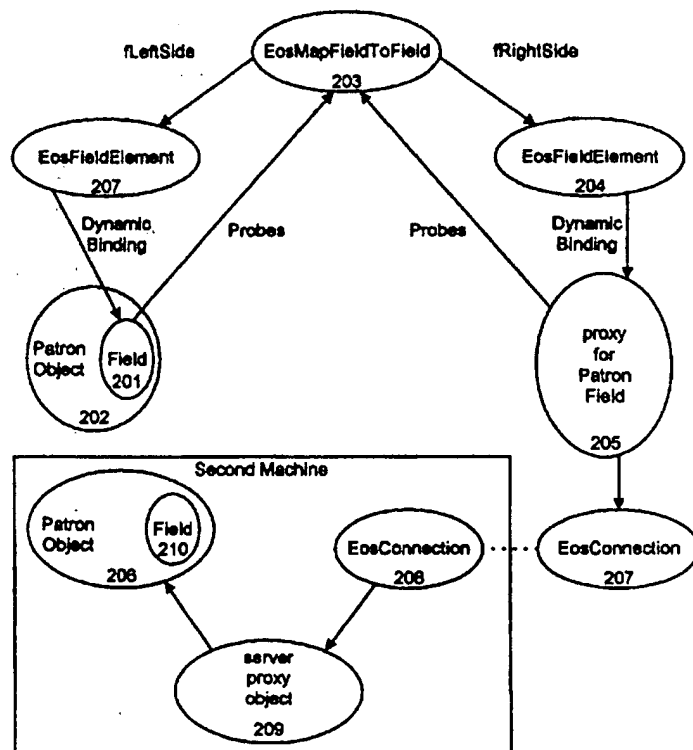 fLeftSide
EosMapFieldToField
203
fRightSide
EosFieldElement
207
EosFieldElement
204
Dynamic
Binding
Probes
Probes
Dynamic
Binding
Patron
Object
202
Field
201
proxy
for
Patron
Field
205
Second Machine
Patron
Object
206
Field
210
EosConnection
208
EosConnection
207
server
proxy
object
209